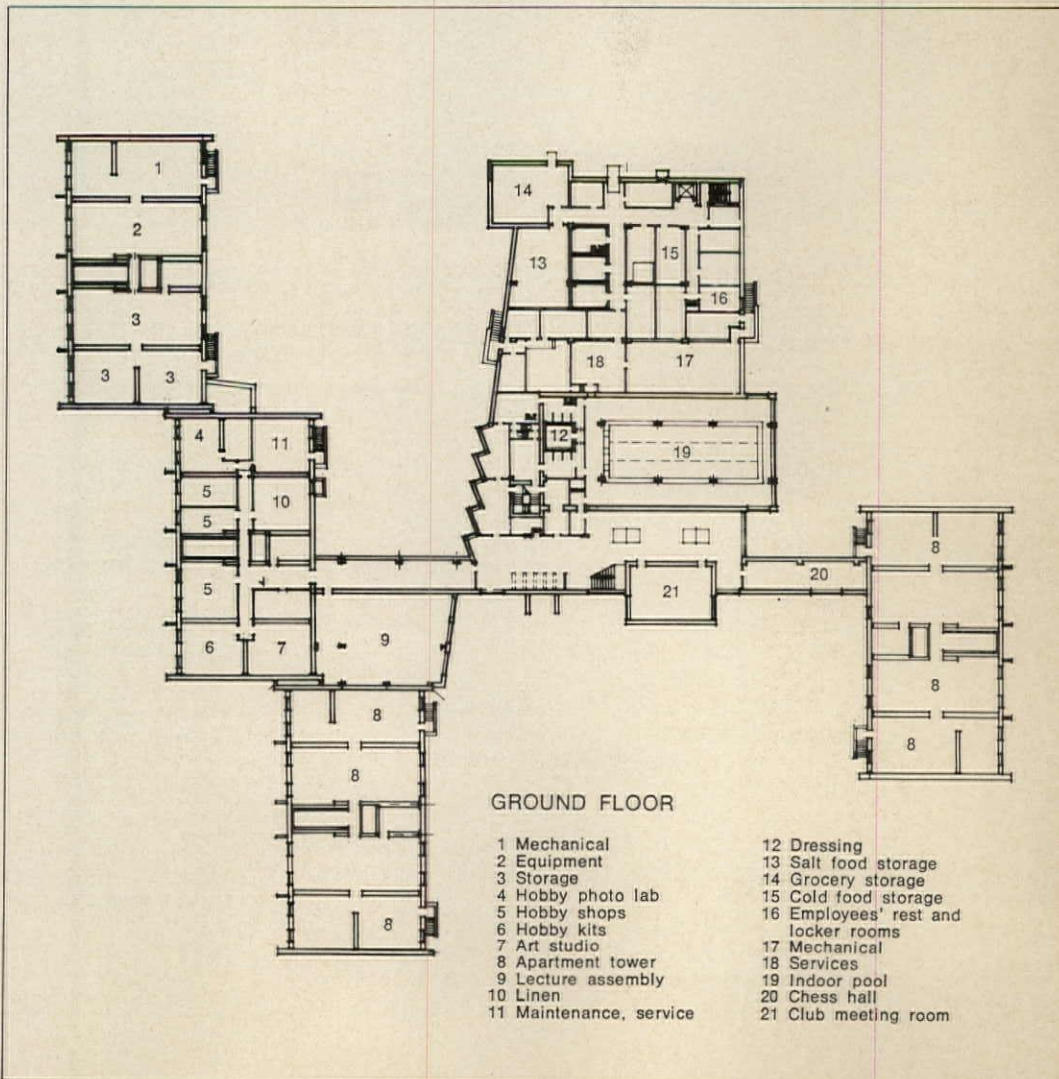 1
2
3
3
3
4
11
5
10
5
5
6
7
9
8
8
8
14
13
15
16
18
17
12
19
21
20
8
8
8
GROUND FLOOR
1 Mechanical
2 Equipment
3 Storage
4 Hobby photo lab
5 Hobby shops
6 Hobby kits
7 Art studio
8 Apartment tower
9 Lecture assembly
10 Linen
11 Maintenance, service
12 Dressing
13 Salt food storage
14 Grocery storage
15 Cold food storage
16 Employees' rest and
locker rooms
17 Mechanical
18 Services
19 Indoor pool
20 Chess hall
21 Club meeting room